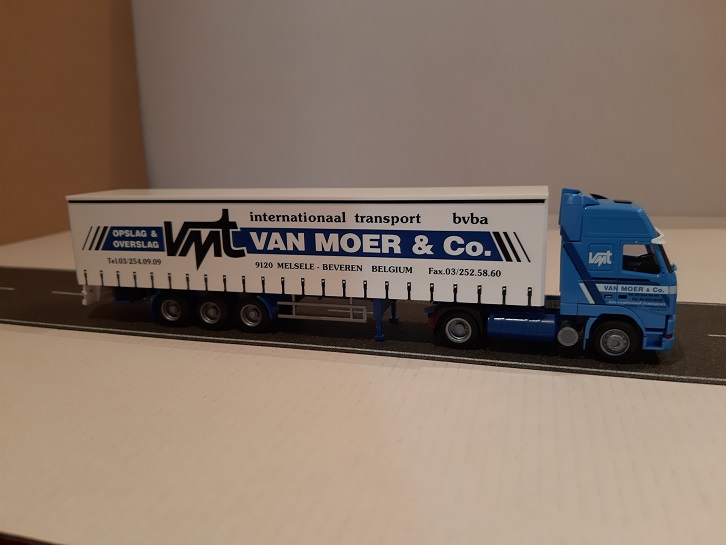 OPSLAG &
OVERSLAG
Tel.03/254.09.09
vmt
internationaal transport bvba
VAN MOER & Co.
9120 MELSELE - BEVEREN BELGIUM Fax.03/252.58.60
vmt
VAN MOER & Co.